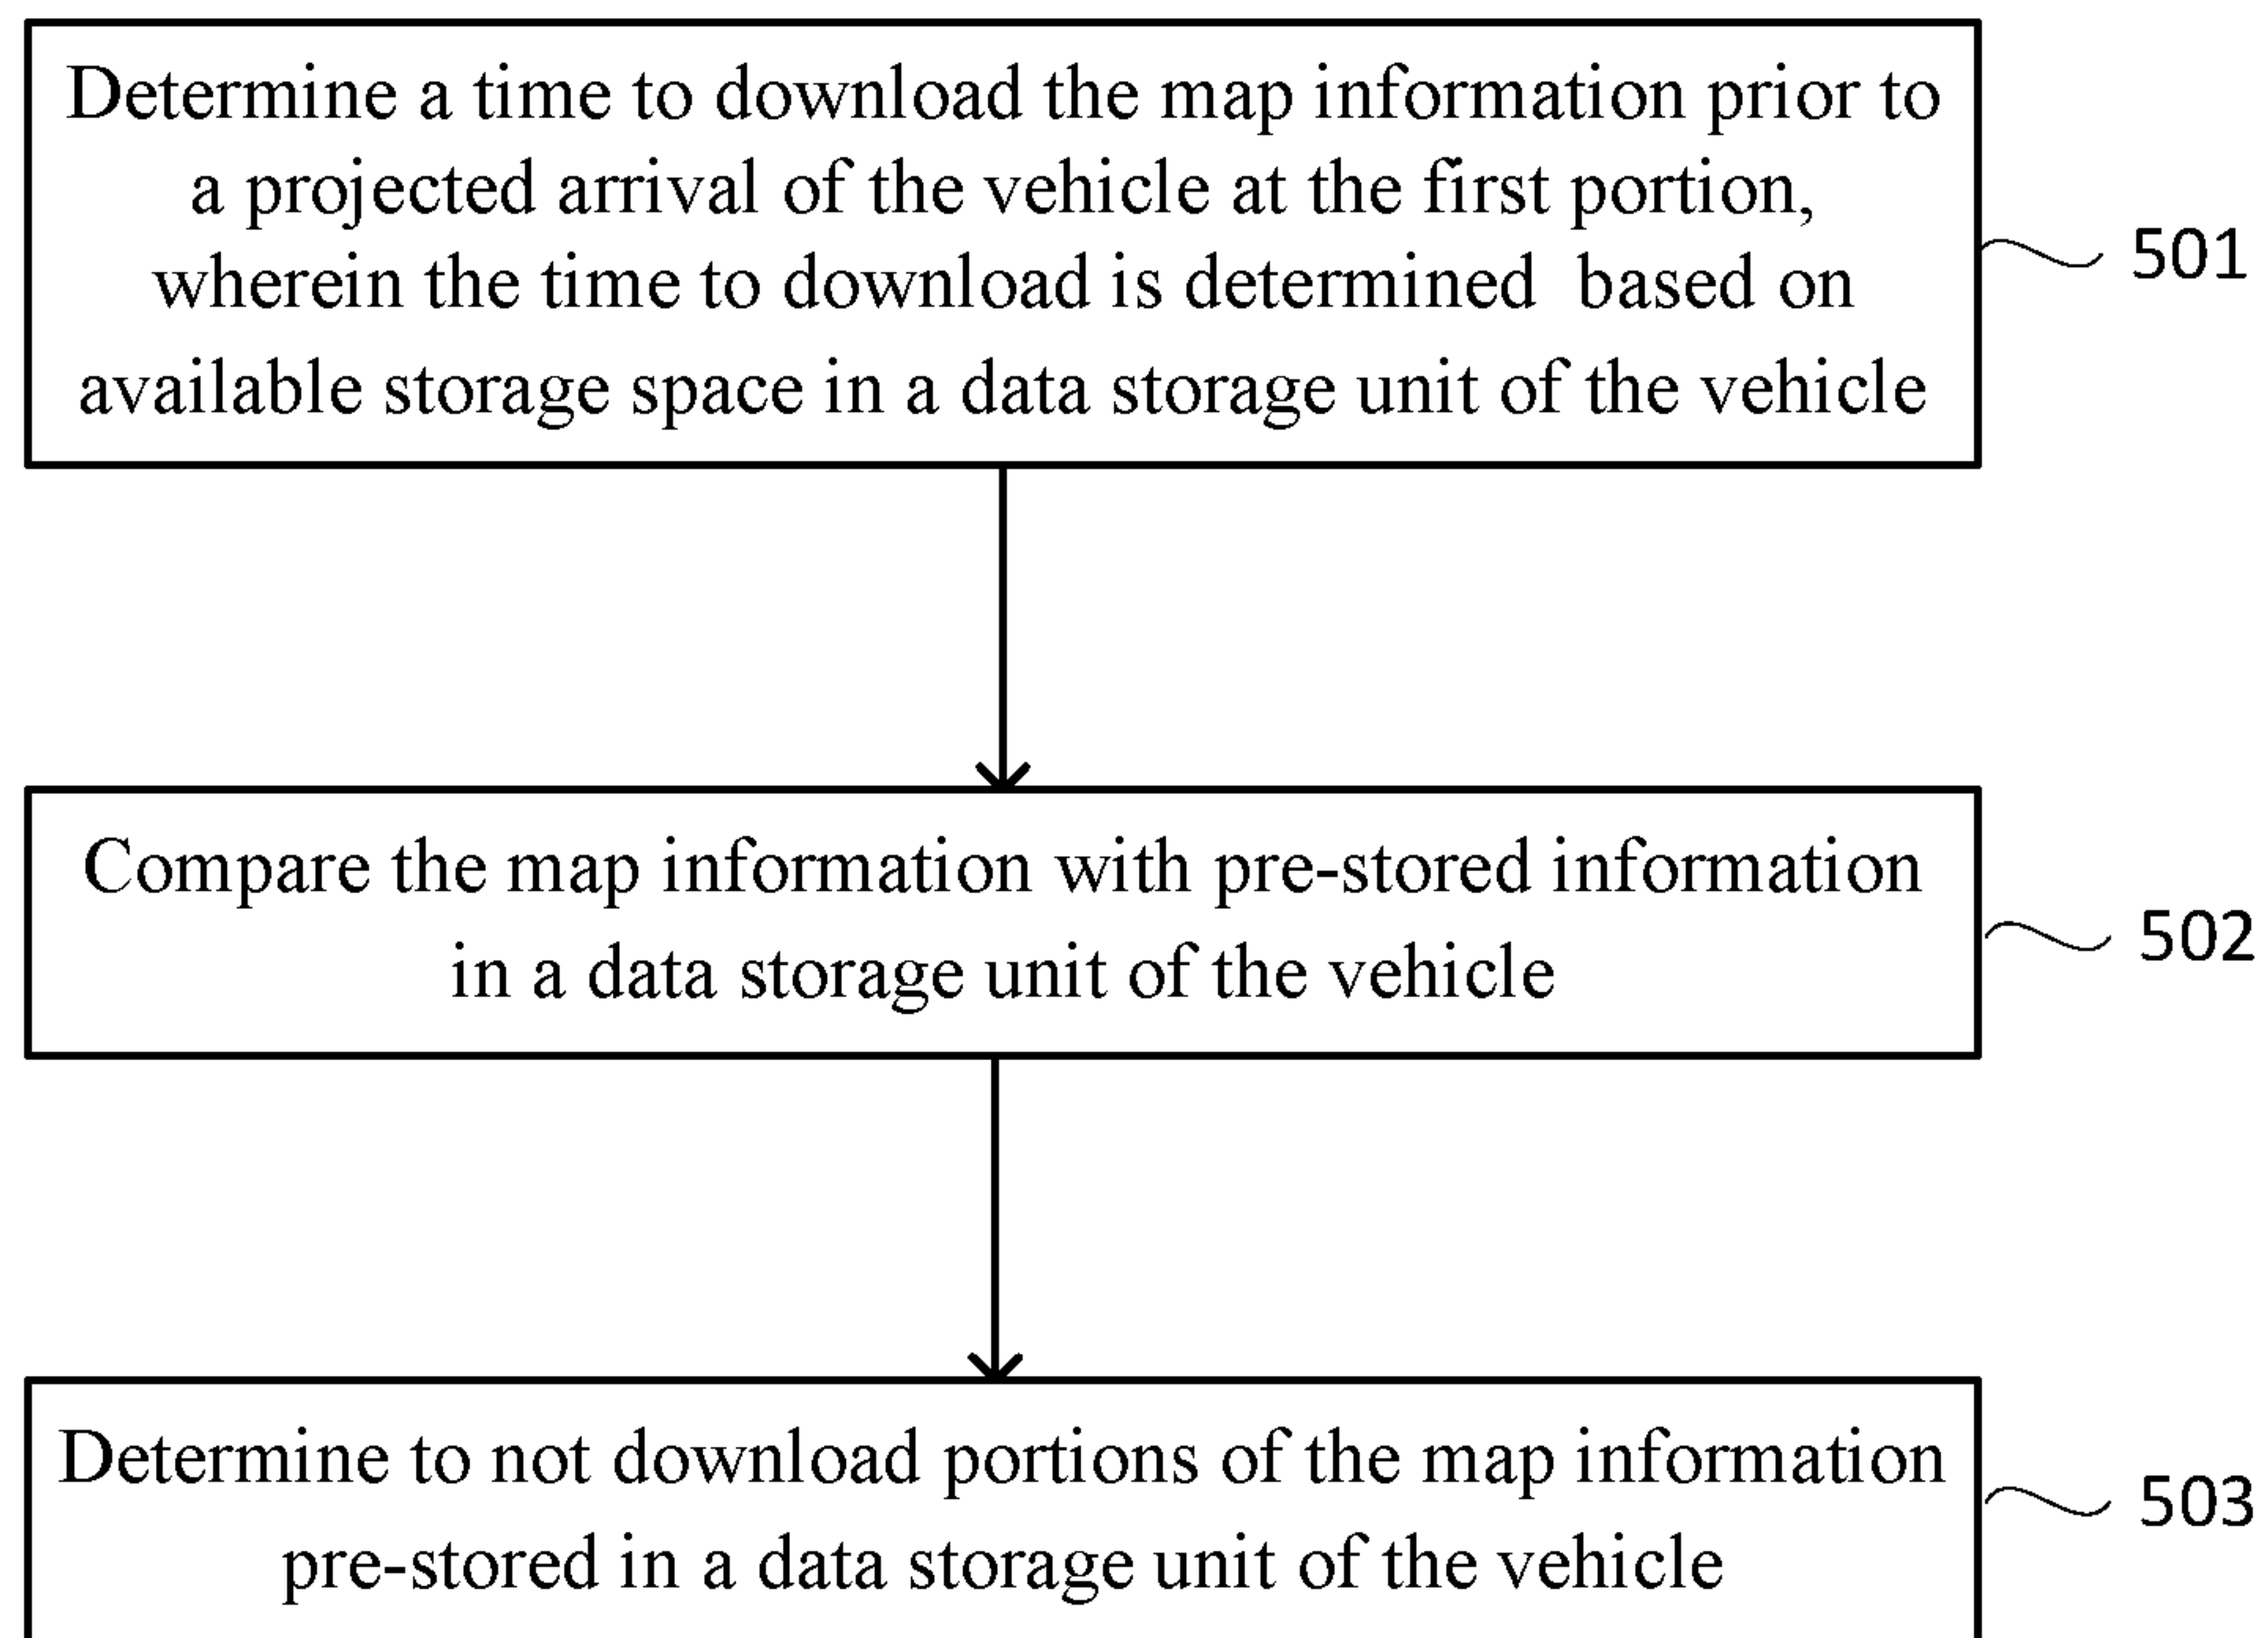 Determine a time to download the map information prior to
a projected arrival of the vehicle at the first portion,
wherein the time to download is determined based on
available storage space in a data storage unit of the vehicle
501
Compare the map information with pre-stored information
in a data storage unit of the vehicle
502
Determine to not download portions of the map information
pre-stored in a data storage unit of the vehicle
503